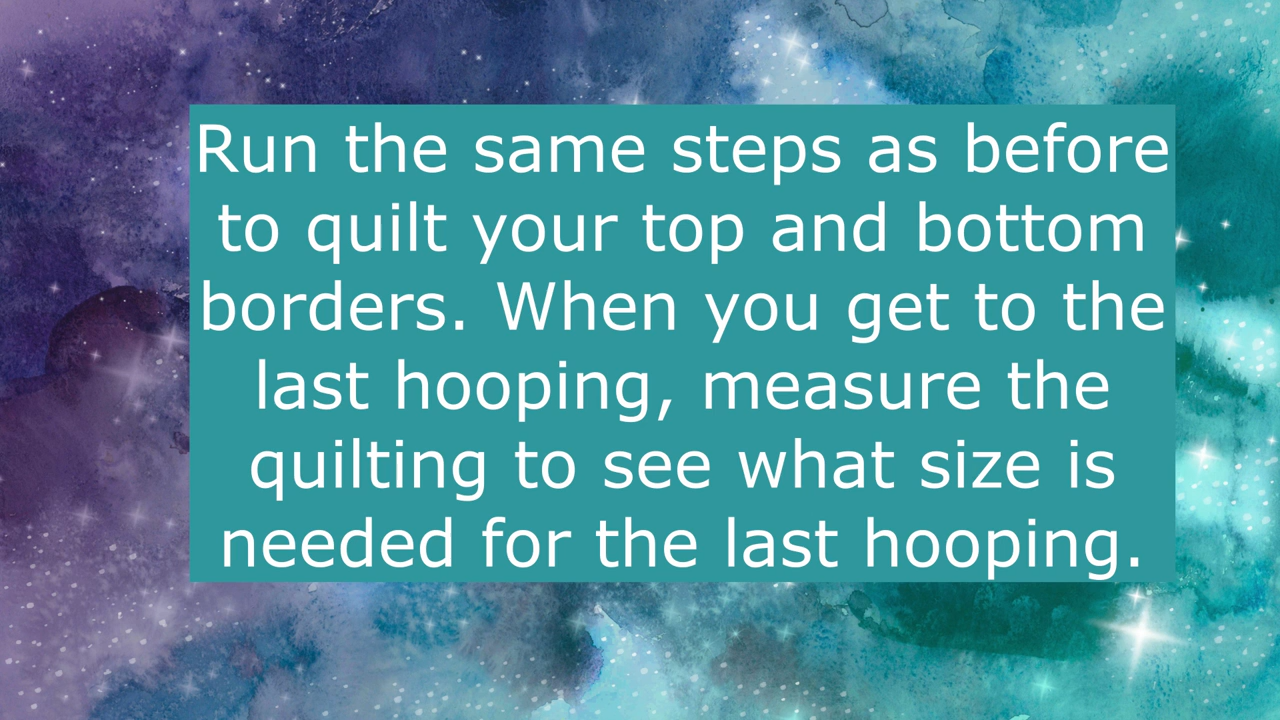 Run the same steps as before
to quilt your top and bottom
borders. When you get to the
last hooping, measure the
quilting to see what size is
needed for the last hooping.